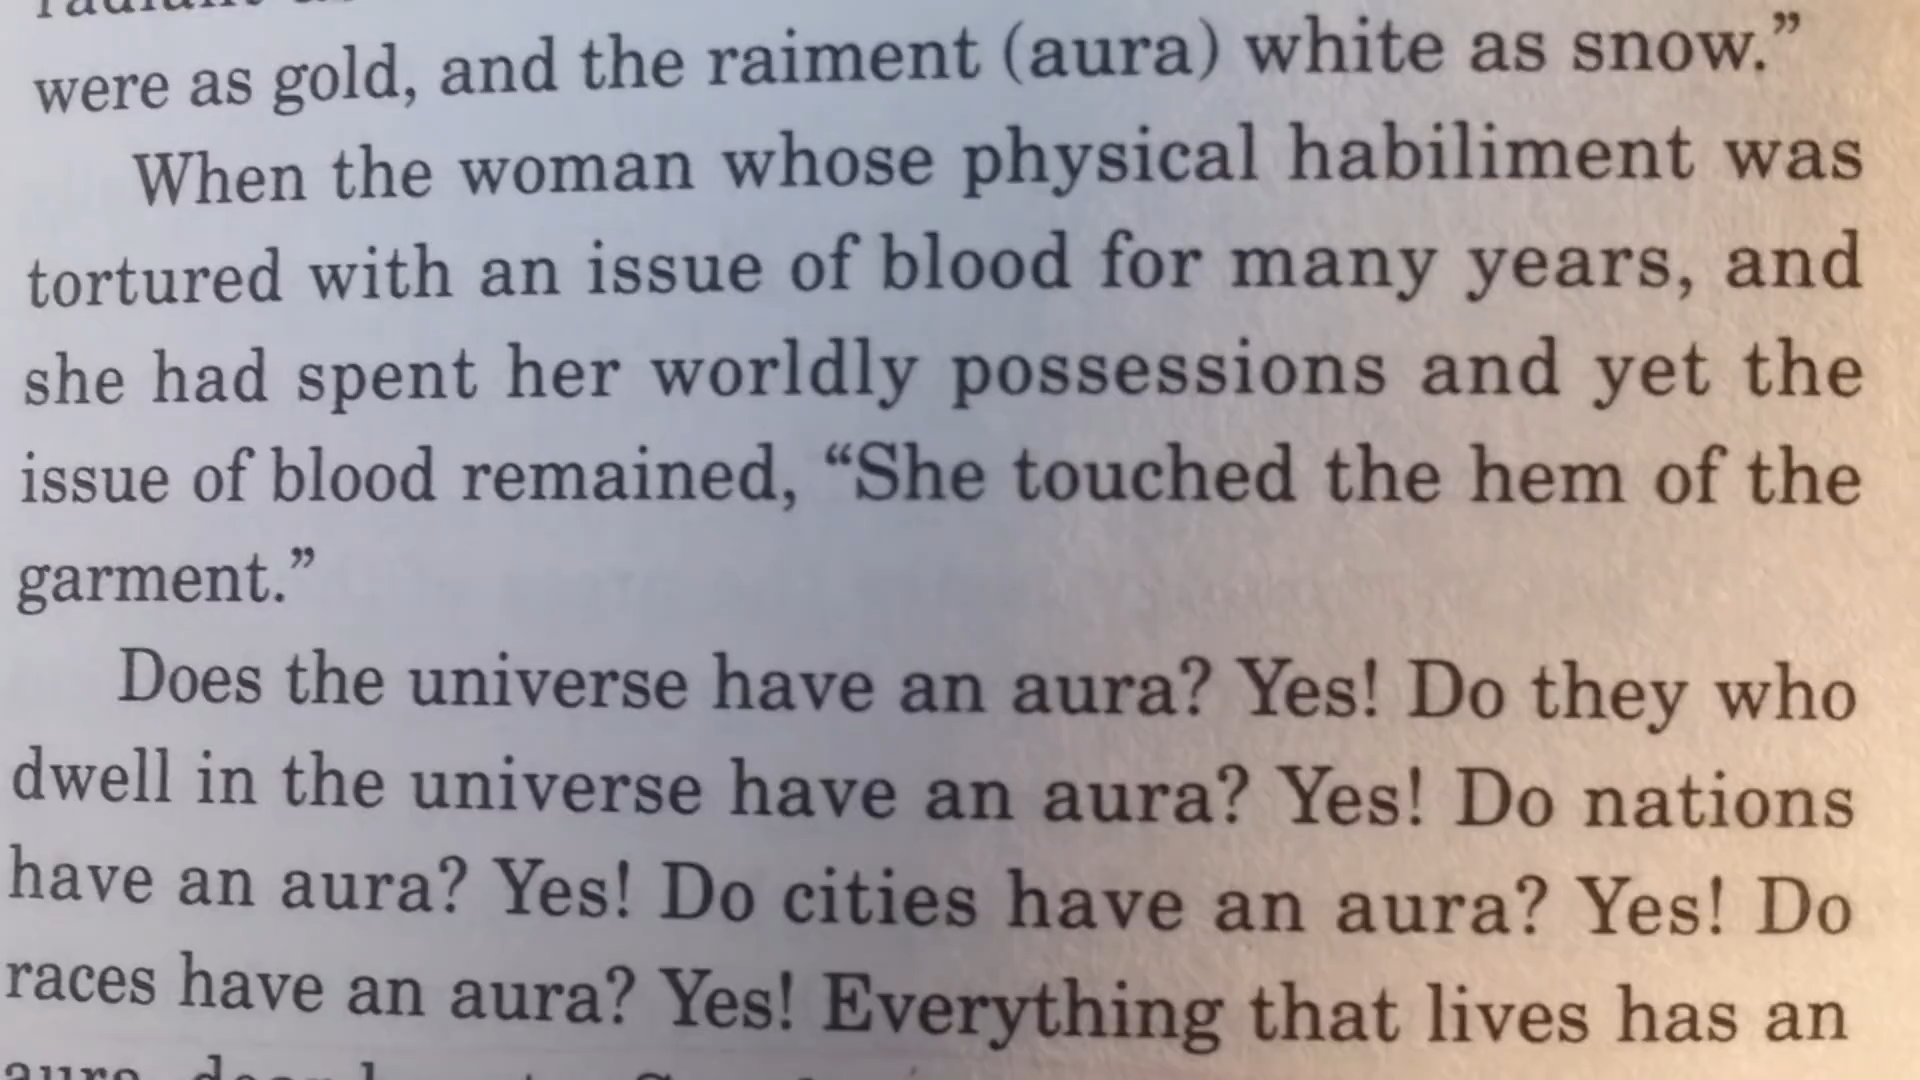 were as gold, and the raiment (aura) white as snow.”
When the woman whose physical habiliment was
tortured with an issue of blood for many years, and
she had spent her worldly possessions and yet the
issue of blood remained, “She touched the hem of the
garment.”
Does the universe have an aura? Yes! Do they who
dwell in the universe have an aura? Yes! Do nations
have an aura? Yes! Do cities have an aura? Yes! Do
races have an aura? Yes! Everything that lives has an